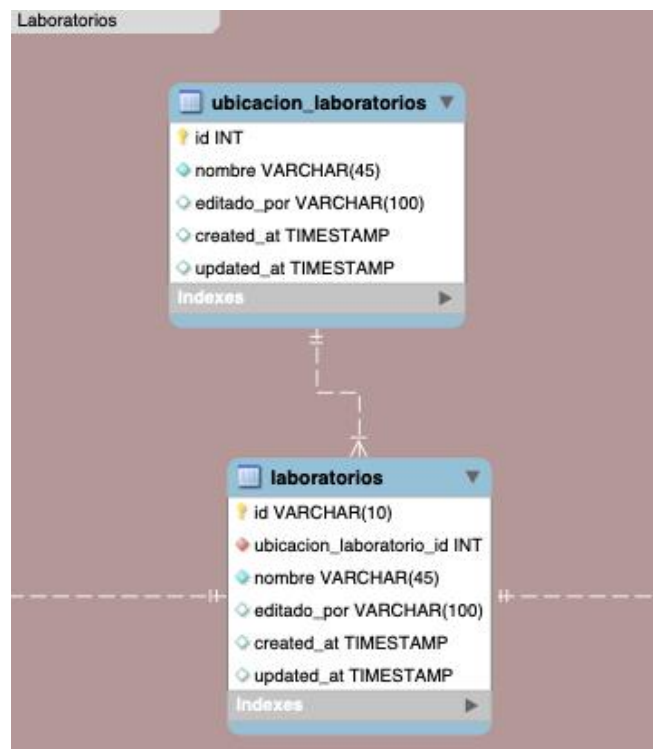 Laboratorios
ubicacion_laboratorios
id INT
nombre VARCHAR(45)
editado_por VARCHAR(100)
created_at TIMESTAMP
updated_at TIMESTAMP
Indexes
laboratorios
id VARCHAR(10)
ubicacion_laboratorio_id INT
nombre VARCHAR(45)
editado_por VARCHAR(100)
created_at TIMESTAMP
updated_at TIMESTAMP
Indexes